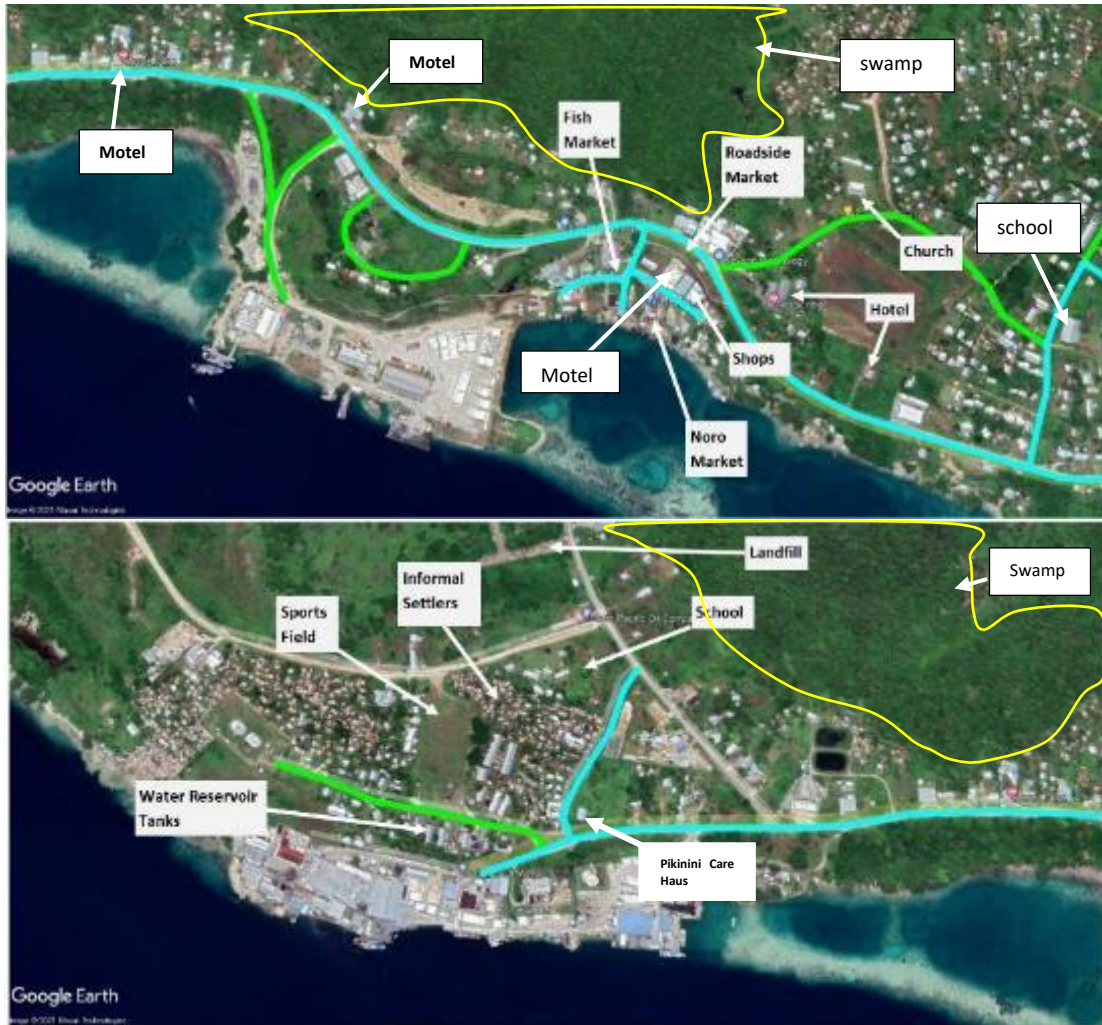 Motel
swamp
Motel
Fish
Market
Roadside
Market
school
Church
Hotel
Motel
Shops
Noro
Market
Google Earth
Landfill
Swamp
Informal
Settlers
School
Sports
Field
Water Reservoir
Tanks
Pikinini Care
Haus
Google Earth